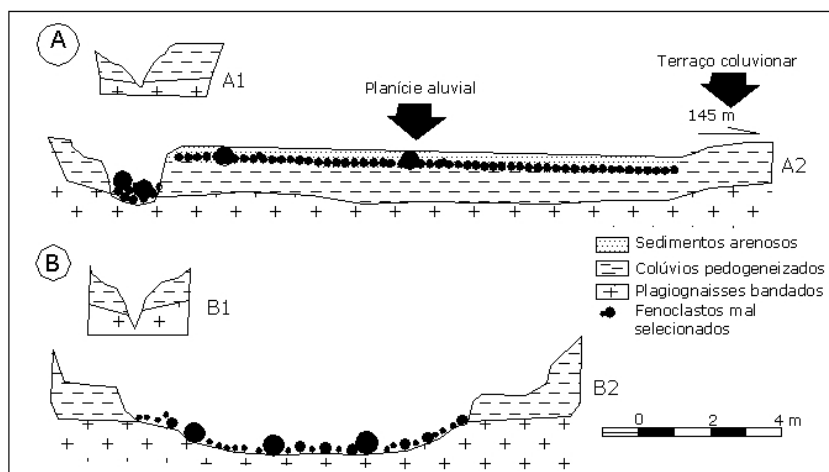 A
A1
Planície aluvial
Terraço coluvionar
145 m
A2
B
B1
B2
Sedimentos arenosos
Colúvios pedogeneizados
Plagiognaisses bandados
Fenoclastos mal
selecionados
0 2 4 m